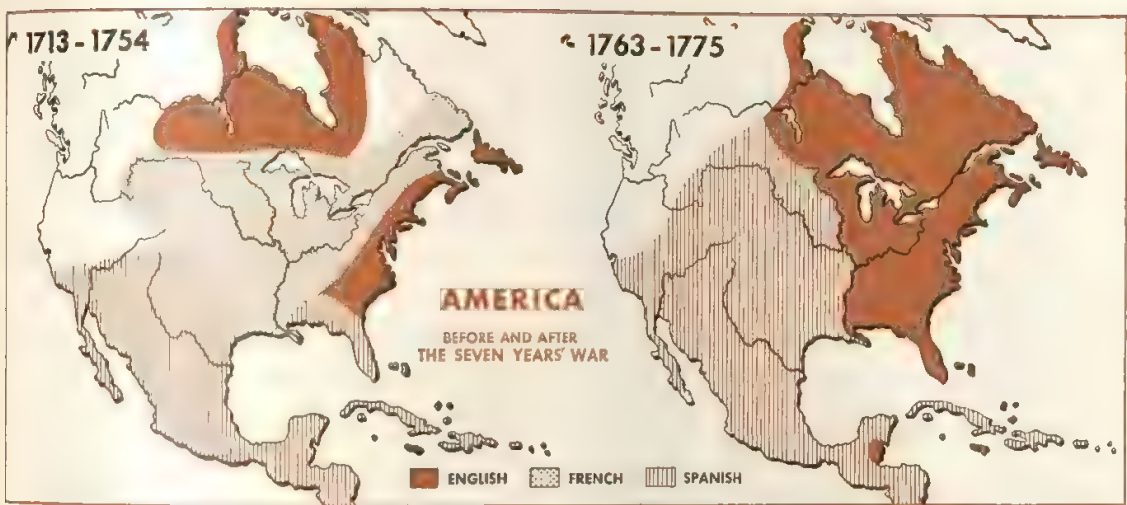 1713 - 1754
1763 - 1775
AMERICA
BEFORE AND AFTER
THE SEVEN YEARS' WAR
ENGLISH
FRENCH
SPANISH